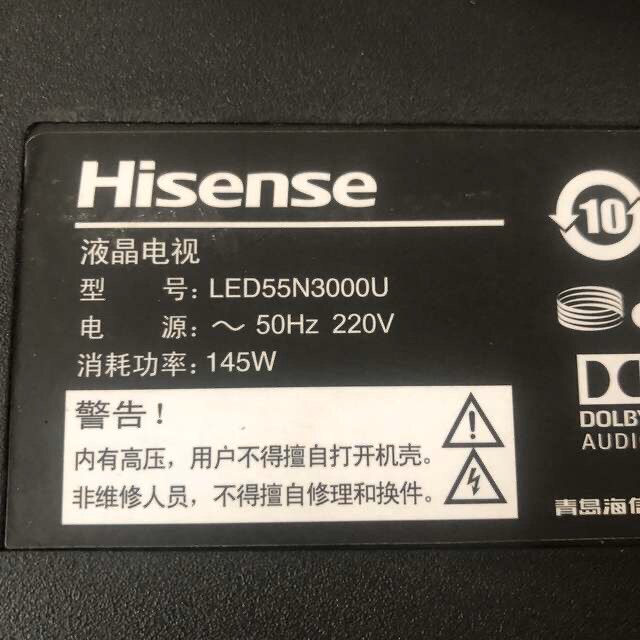 Hisense
液晶电视
型 号: LED55N3000U
电 源: ～ 50Hz 220V
消耗功率: 145W
警告！
内有高压，用户不得擅自打开机壳。
非维修人员，不得擅自修理和换件。
10
DOLBY
AUDIO
青岛海信